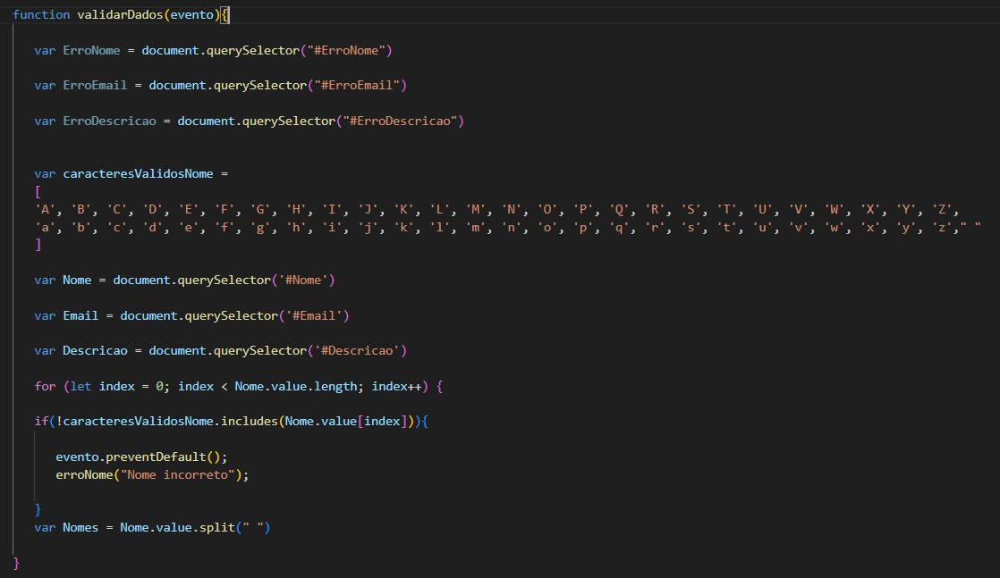 function validarDados(evento){
var ErroNome = document.querySelector("#ErroNome")
var ErroEmail = document.querySelector("#ErroEmail")
var ErroDescricao = document.querySelector("#ErroDescricao")
var caracteresValidosNome =
[
'A', 'B', 'C', 'D', 'E', 'F', 'G', 'H', 'I', 'J', 'K', 'L', 'M', 'N', 'O', 'P', 'Q', 'R', 'S', 'T', 'U', 'V', 'W', 'X', 'Y', 'Z',
'a', 'b', 'c', 'd', 'e', 'f', 'g', 'h', 'i', 'j', 'k', 'l', 'm', 'n', 'o', 'p', 'q', 'r', 's', 't', 'u', 'v', 'w', 'x', 'y', 'z'," "
]
var Nome = document.querySelector('#Nome')
var Email = document.querySelector('#Email')
var Descricao = document.querySelector('#Descricao')
for (let index = 0; index < Nome.value.length; index++) {
if(!caracteresValidosNome.includes(Nome.value[index])){
evento.preventDefault();
erroNome("Nome incorreto");
}
var Nomes = Nome.value.split(" ")
}